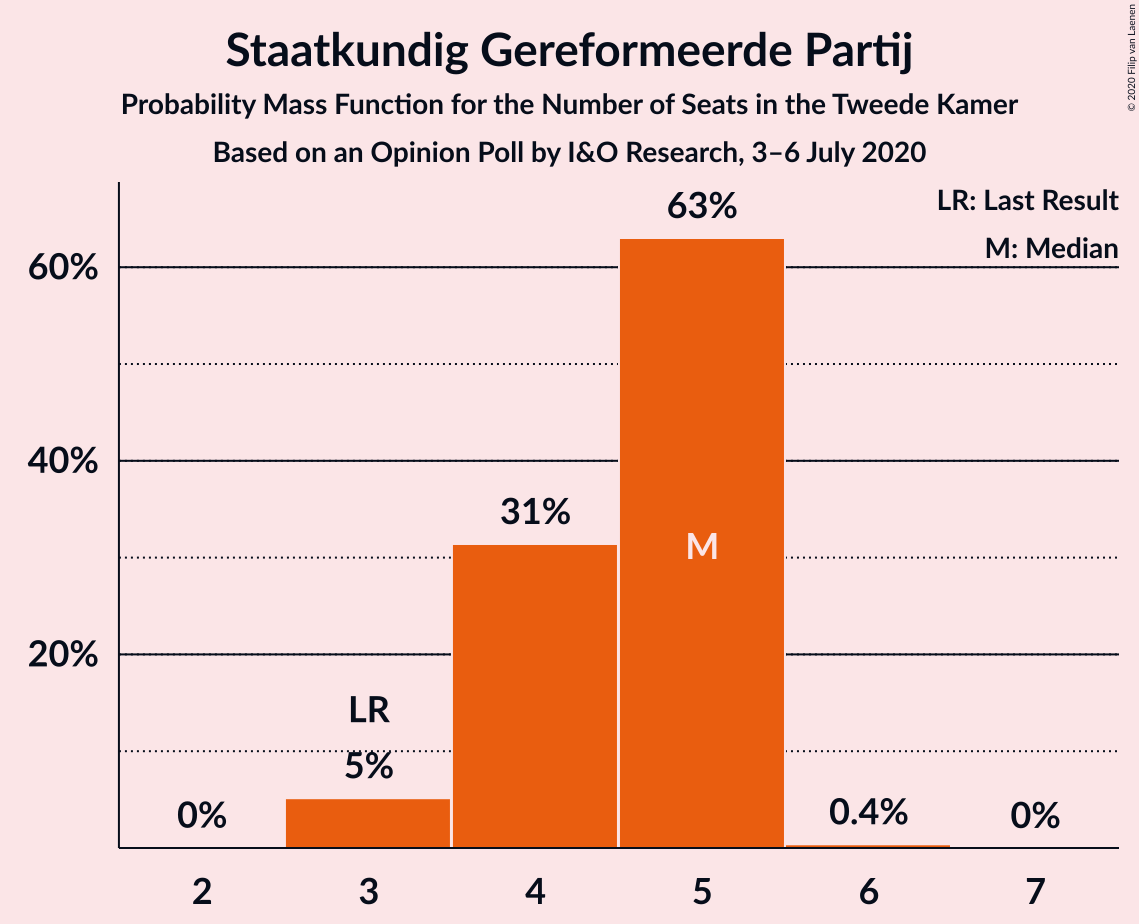 Staatkundig Gereformeerde Partij
Probability Mass Function for the Number of Seats in the Tweede Kamer
Based on an Opinion Poll by I&O Research, 3–6 July 2020
© 2020 Filip van Laenen
LR: Last Result
M: Median
63%
60%
40%
31%
M
20%
LR
5%
0%
0.4%
0%
2 3 4 5 6 7